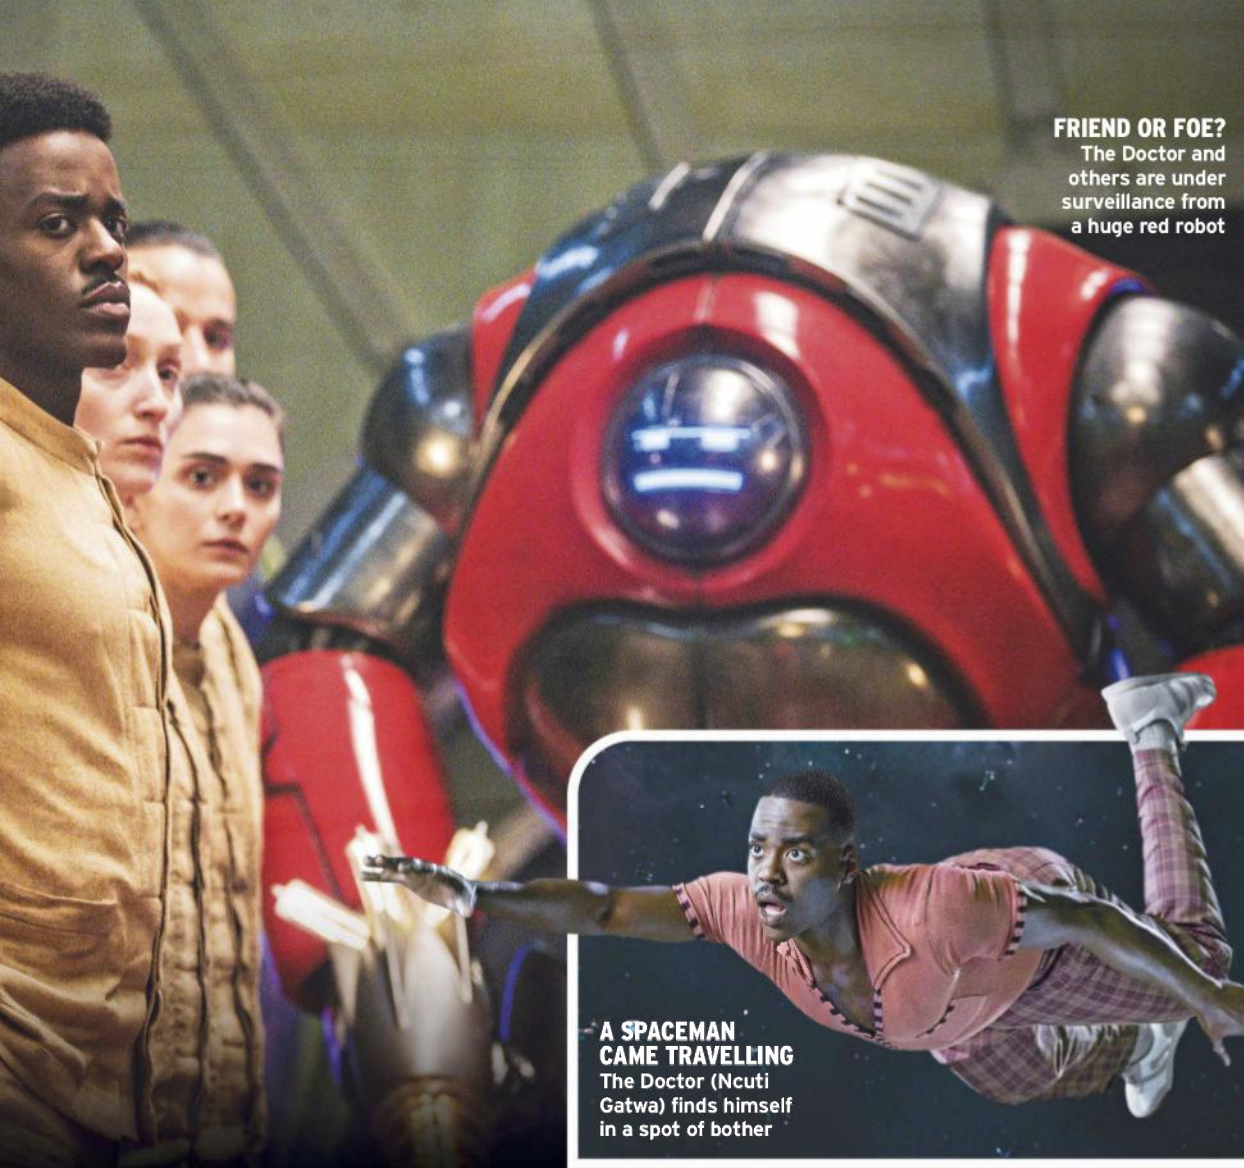 FRIEND OR FOE?
The Doctor and
others are under
surveillance from
a huge red robot
A SPACEMAN
CAME TRAVELLING
The Doctor (Ncuti
Gatwa) finds himself
in a spot of bother